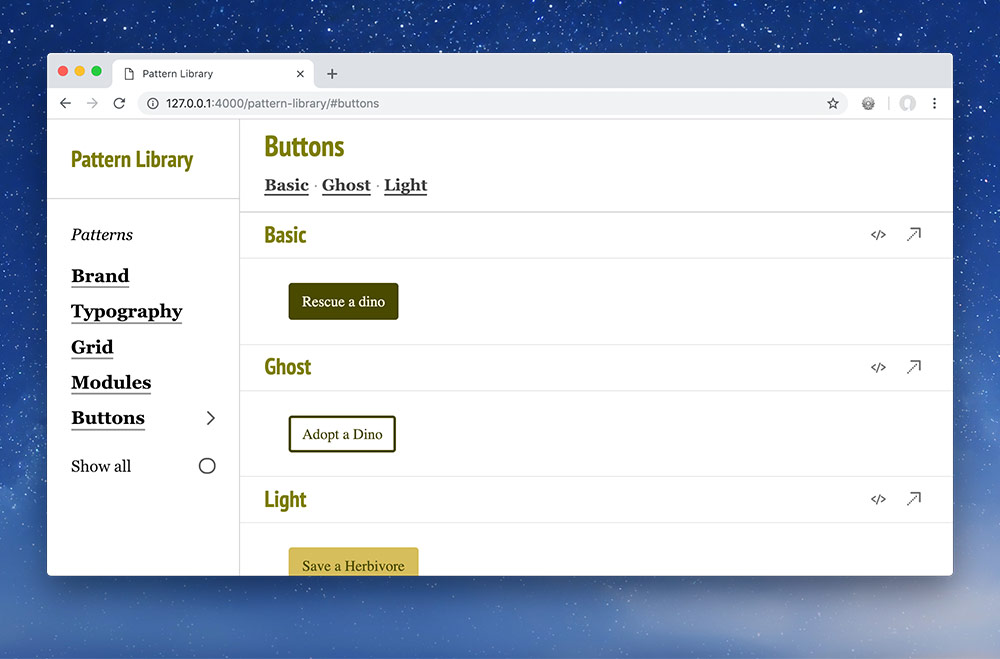 Pattern Library
127.0.0.1:4000/pattern-library/#buttons
Pattern Library
Patterns
Brand
Typography
Grid
Modules
Buttons
Show all
Buttons
Basic · Ghost · Light
Basic
</>
Rescue a dino
Ghost
</>
Adopt a Dino
Light
</>
Save a Herbivore